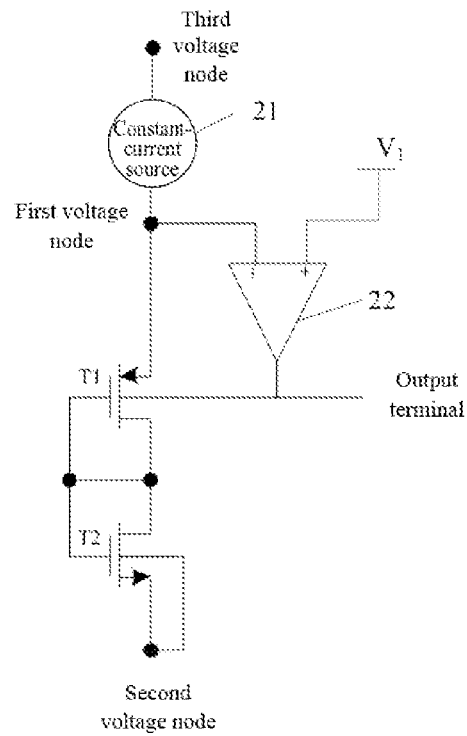 Third
voltage
node
Constant-
current
source
21
V₁
First voltage
node
- +
22
T1
Output
terminal
T2
Second
voltage node